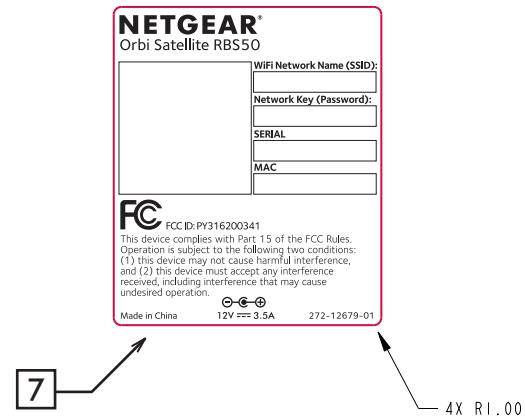 NETGEAR®
Orbi Satellite RBS50
WiFi Network Name (SSID):
Network Key (Password):
SERIAL
MAC
FC FCC ID: PY316200341
This device complies with Part 15 of the FCC Rules.
Operation is subject to the following two conditions:
(1) this device may not cause harmful interference,
and (2) this device must accept any interference
received, including interference that may cause
undesired operation.
Made in China 12V ⎓ 3.5A 272-12679-01
7
4X R1.00